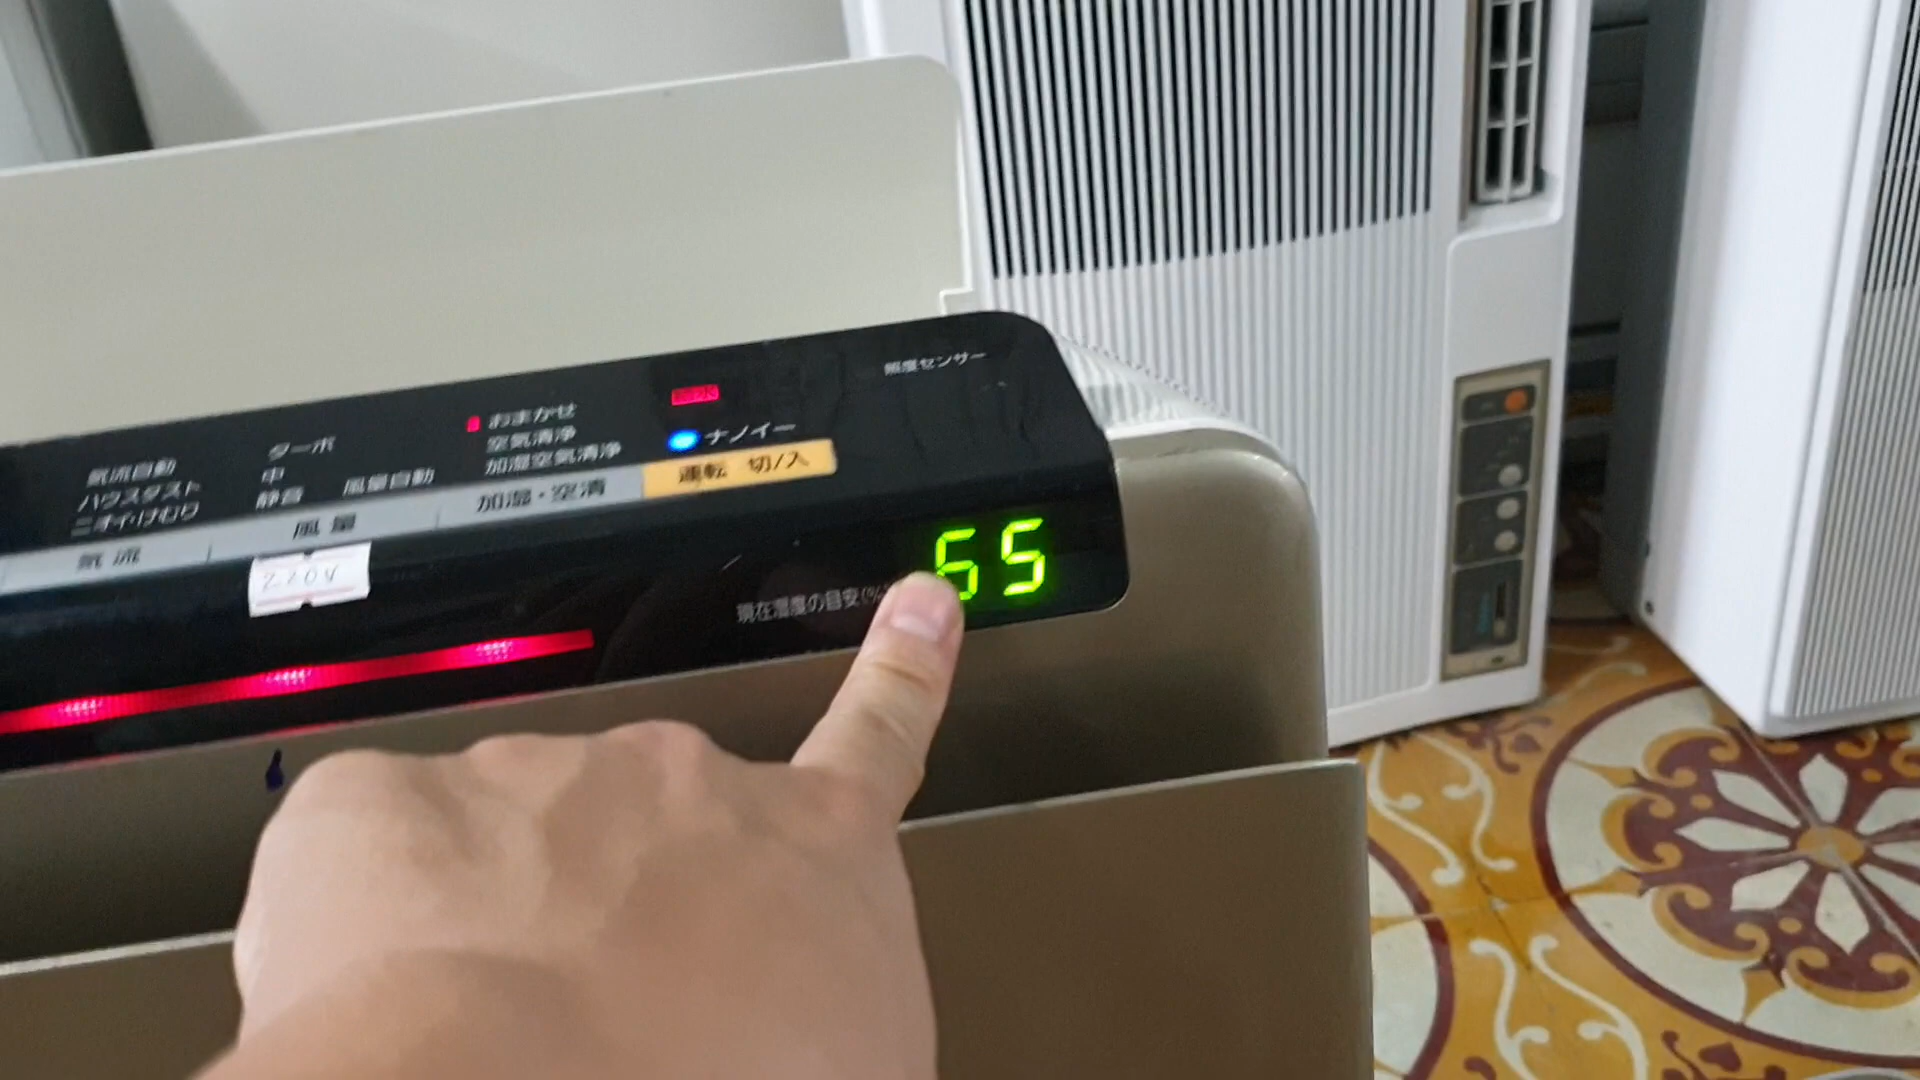 照度センサー
給水
おまかせ
空気清浄
加湿空気清浄
ナノイー
ターボ
中
静音
風量自動
気流自動
ハウスダスト
ニオイ・けむり
運転 切/入
加湿・空清
風量
気流
220V
65
現在湿度の目安(%)